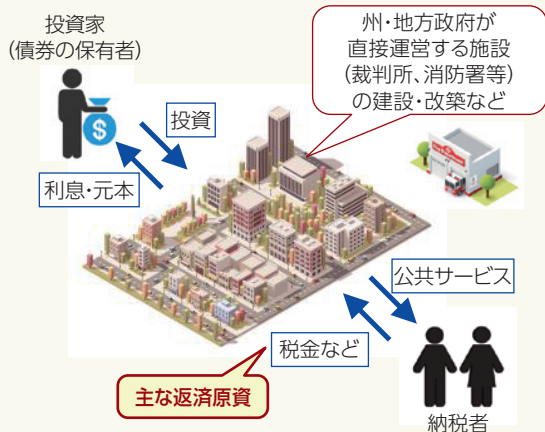 投資家
（債券の保有者）
州・地方政府が
直接運営する施設
（裁判所、消防署等）
の建設・改築など
$
投資
利息・元本
公共サービス
税金など
主な返済原資
納税者